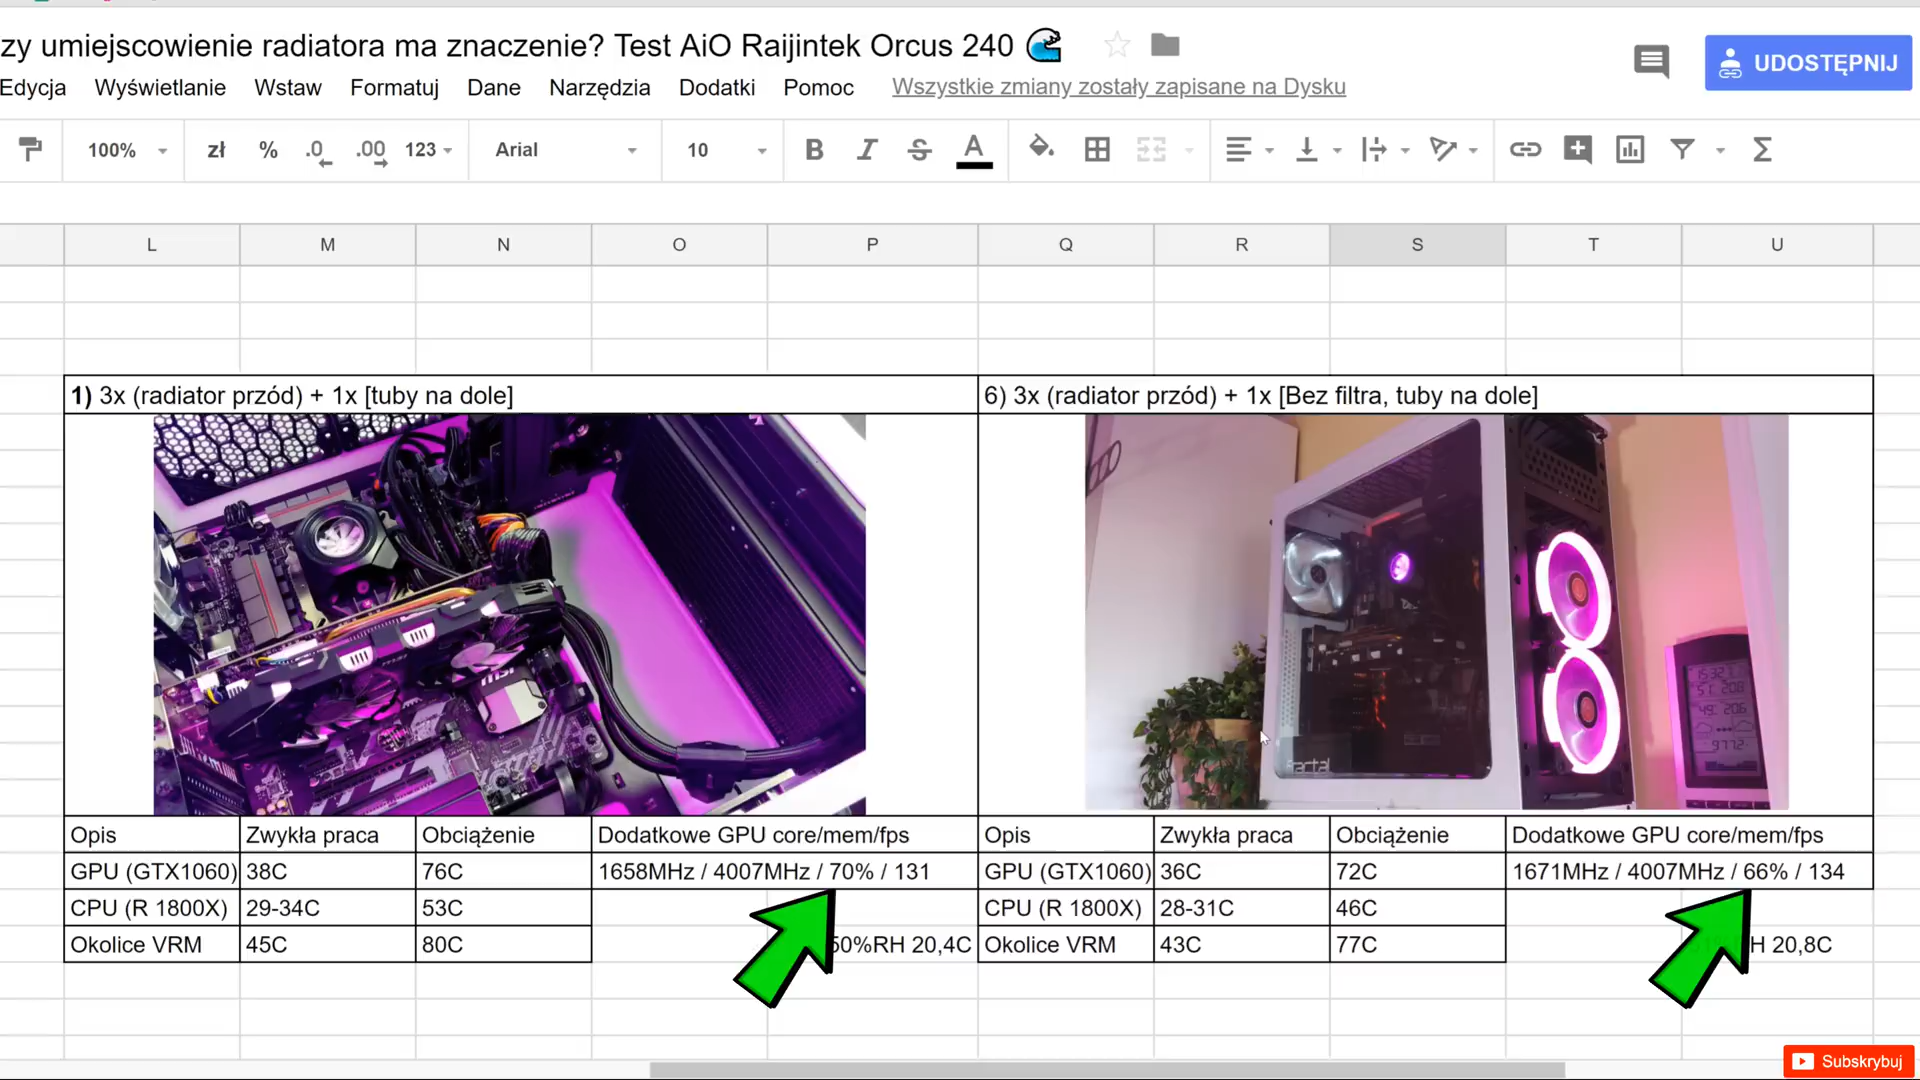 zy umiejscowienie radiatora ma znaczenie? Test AiO Raijintek Orcus 240
Edycja Wyświetlanie Wstaw Formatuj Dane Narzędzia Dodatki Pomoc Wszystkie zmiany zostały zapisane na Dysku
UDOSTĘPNIJ
100% zł % .0 .00 123 Arial 10 B I S A Σ
L M N O P Q R S T U
1) 3x (radiator przód) + 1x [tuby na dole] 6) 3x (radiator przód) + 1x [Bez filtra, tuby na dole]
msi
fractal
Opis Zwykła praca Obciążenie Dodatkowe GPU core/mem/fps Opis Zwykła praca Obciążenie Dodatkowe GPU core/mem/fps
GPU (GTX1060) 38C 76C 1658MHz / 4007MHz / 70% / 131 GPU (GTX1060) 36C 72C 1671MHz / 4007MHz / 66% / 134
CPU (R 1800X) 29-34C 53C CPU (R 1800X) 28-31C 46C
Okolice VRM 45C 80C 50%RH 20,4C Okolice VRM 43C 77C H 20,8C
Subskrybuj